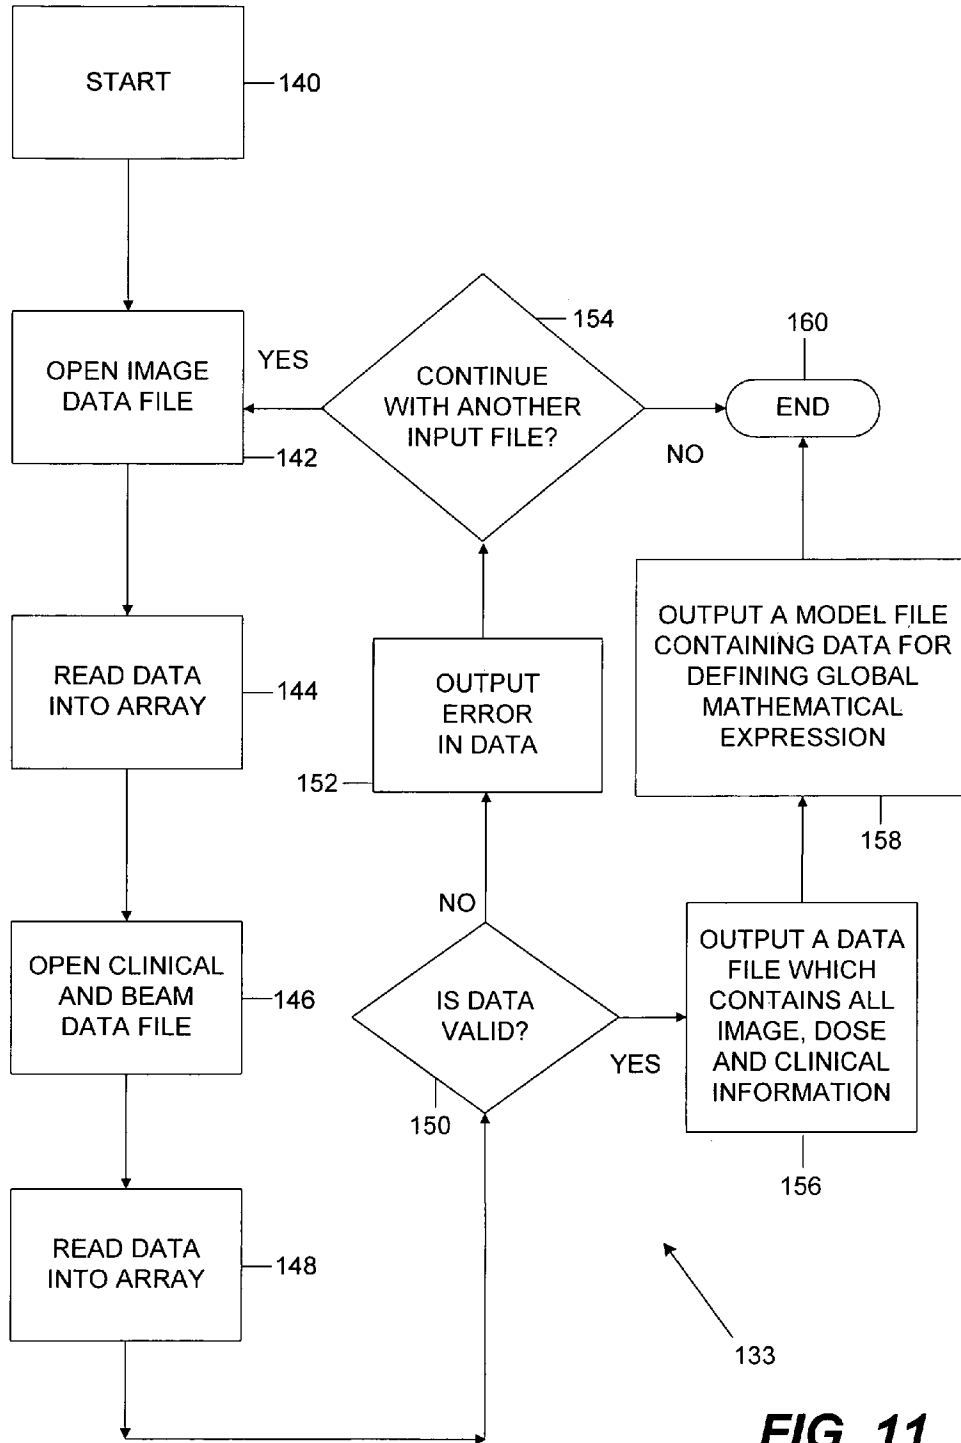 START
140
OPEN IMAGE
DATA FILE
142
YES
CONTINUE
WITH ANOTHER
INPUT FILE?
154
NO
160
END
READ DATA
INTO ARRAY
144
OUTPUT
ERROR
IN DATA
152
OUTPUT A MODEL FILE
CONTAINING DATA FOR
DEFINING GLOBAL
MATHEMATICAL
EXPRESSION
158
OPEN CLINICAL
AND BEAM
DATA FILE
146
NO
IS DATA
VALID?
150
YES
OUTPUT A DATA
FILE WHICH
CONTAINS ALL
IMAGE, DOSE
AND CLINICAL
INFORMATION
156
READ DATA
INTO ARRAY
148
133
FIG. 11